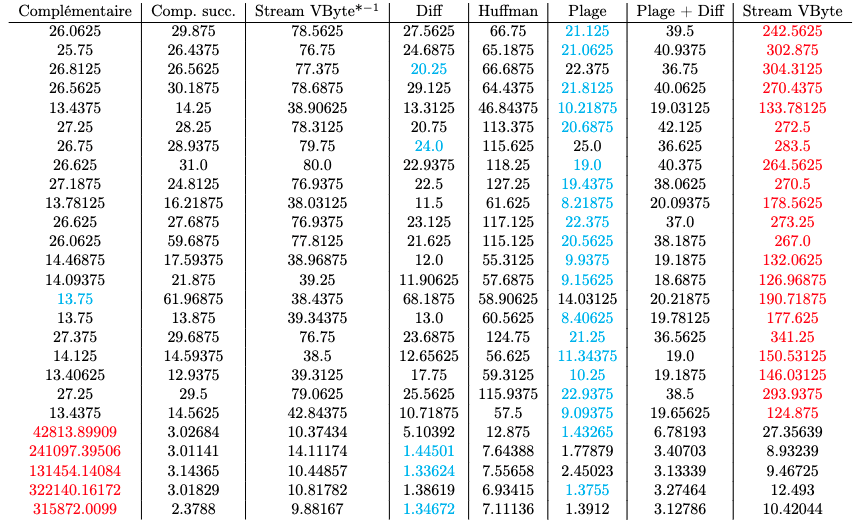 Complémentaire Comp. succ. Stream VByte*−1 Diff Huffman Plage Plage + Diff Stream VByte
26.0625 29.875 78.5625 27.5625 66.75 21.125 39.5 242.5625
25.75 26.4375 76.75 24.6875 65.1875 21.0625 40.9375 302.875
26.8125 26.5625 77.375 20.25 66.6875 22.375 36.75 304.3125
26.5625 30.1875 78.6875 29.125 64.4375 21.8125 40.0625 270.4375
13.4375 14.25 38.90625 13.3125 46.84375 10.21875 19.03125 133.78125
27.25 28.25 78.3125 20.75 113.375 20.6875 42.125 272.5
26.75 28.9375 79.75 24.0 115.625 25.0 36.625 283.5
26.625 31.0 80.0 22.9375 118.25 19.0 40.375 264.5625
27.1875 24.8125 76.9375 22.5 127.25 19.4375 38.0625 270.5
13.78125 16.21875 38.03125 11.5 61.625 8.21875 20.09375 178.5625
26.625 27.6875 76.9375 23.125 117.125 22.375 37.0 273.25
26.0625 59.6875 77.8125 21.625 115.125 20.5625 38.1875 267.0
14.46875 17.59375 38.96875 12.0 55.3125 9.9375 19.1875 132.0625
14.09375 21.875 39.25 11.90625 57.6875 9.15625 18.6875 126.96875
13.75 61.96875 38.4375 68.1875 58.90625 14.03125 20.21875 190.71875
13.75 13.875 39.34375 13.0 60.5625 8.40625 19.78125 177.625
27.375 29.6875 76.75 23.6875 124.75 21.25 36.5625 341.25
14.125 14.59375 38.5 12.65625 56.625 11.34375 19.0 150.53125
13.40625 12.9375 39.3125 17.75 59.3125 10.25 19.1875 146.03125
27.25 29.5 79.0625 25.5625 115.9375 22.9375 38.5 293.9375
13.4375 14.5625 42.84375 10.71875 57.5 9.09375 19.65625 124.875
42813.89909 3.02684 10.37434 5.10392 12.875 1.43265 6.78193 27.35639
241097.39506 3.01141 14.11174 1.44501 7.64388 1.77879 3.40703 8.93239
131454.14084 3.14365 10.44857 1.33624 7.55658 2.45023 3.13339 9.46725
322140.16172 3.01829 10.81782 1.38619 6.93415 1.3755 3.27464 12.493
315872.0099 2.3788 9.88167 1.34672 7.11136 1.3912 3.12786 10.42044